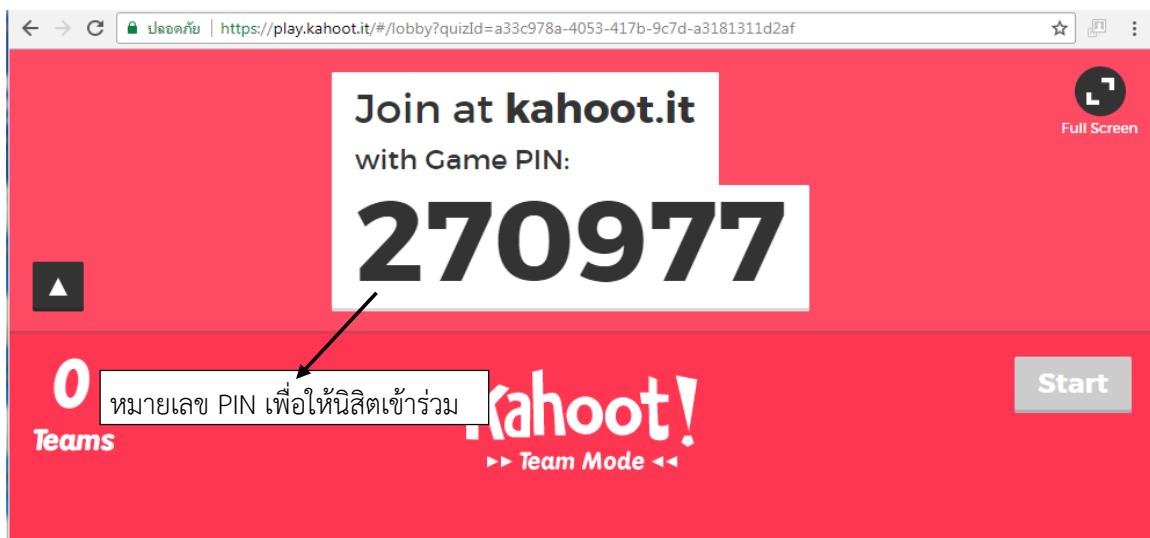 ปลอดภัย | https://play.kahoot.it/#/lobby?quizId=a33c978a-4053-417b-9c7d-a3181311d2af
Join at kahoot.it
with Game PIN:
270977
Full Screen
0
Teams
หมายเลข PIN เพื่อให้นิสิตเข้าร่วม
Kahoot!
Team Mode
Start